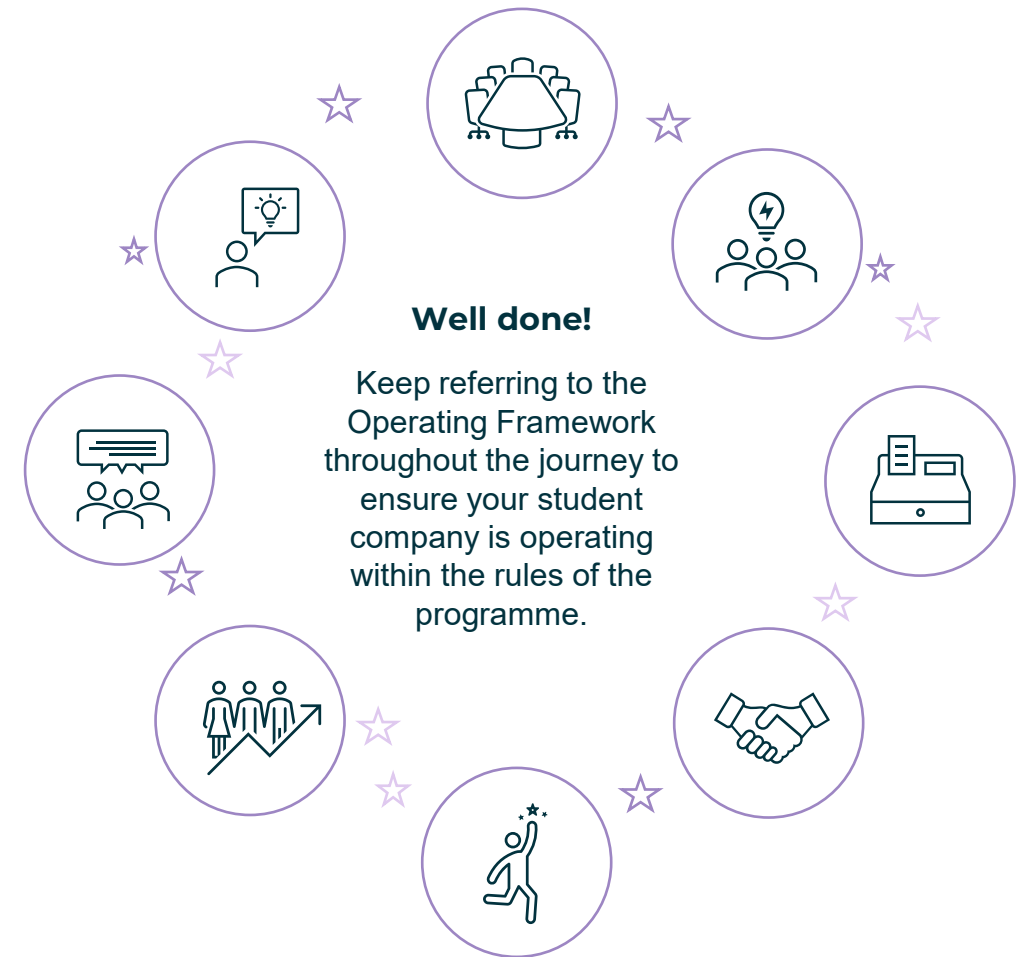 Well done!
Keep referring to the
Operating Framework
throughout the journey to
ensure your student
company is operating
within the rules of the
programme.